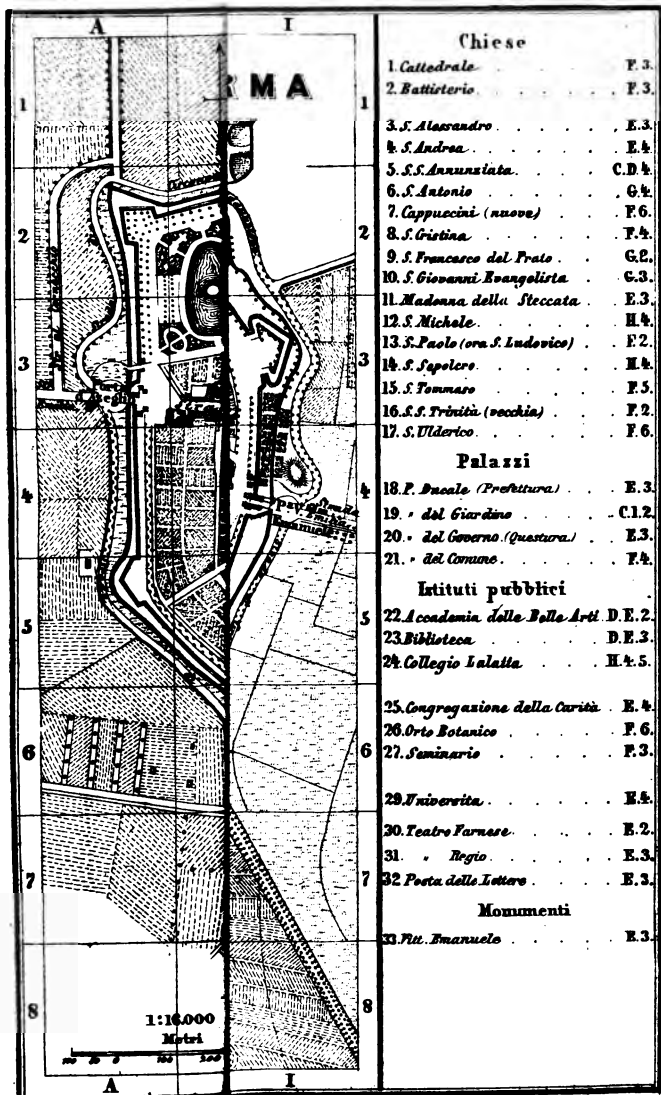 A I
RMA
1 1
2 2
3 3
4 4
5 5
6 6
7 7
8 8
1:16.000
Metri
A I
Chiese
1. Cattedrale F.3.
2. Battisterio F.3.
3. S. Alessandro E.3.
4. S. Andrea E.4.
5. S.S. Annunziata C.D.4.
6. S. Antonio G.4.
7. Cappuccini (nuove) F.6.
8. S. Cristina F.4.
9. S. Francesco del Prato G.2.
10. S. Giovanni Evangelista G.3.
11. Madonna della Steccata E.3.
12. S. Michele H.4.
13. S. Paolo (ora S. Ludovico) F.2.
14. S. Sepolcro H.4.
15. S. Tommaso F.5.
16. S.S. Trinità (vecchia) F.2.
17. S. Ulderico F.6.
Palazzi
18. P. Ducale (Prefettura) E.3.
19. " del Giardino C.1.2.
20. " del Governo (Questura) E.3.
21. " del Comune F.4.
Istituti pubblici
22. Accademia delle Belle Arti D.E.2.
23. Biblioteca D.E.3.
24. Collegio Lalatta H.4.5.
25. Congregazione della Carità E.4.
26. Orto Botanico F.6.
27. Seminario F.3.
29. Universita E.4.
30. Teatro Farnese E.2.
31. " Regio E.3.
32 Posta delle Lettere E.3.
Monumenti
33. Vitt. Emanuele E.3.